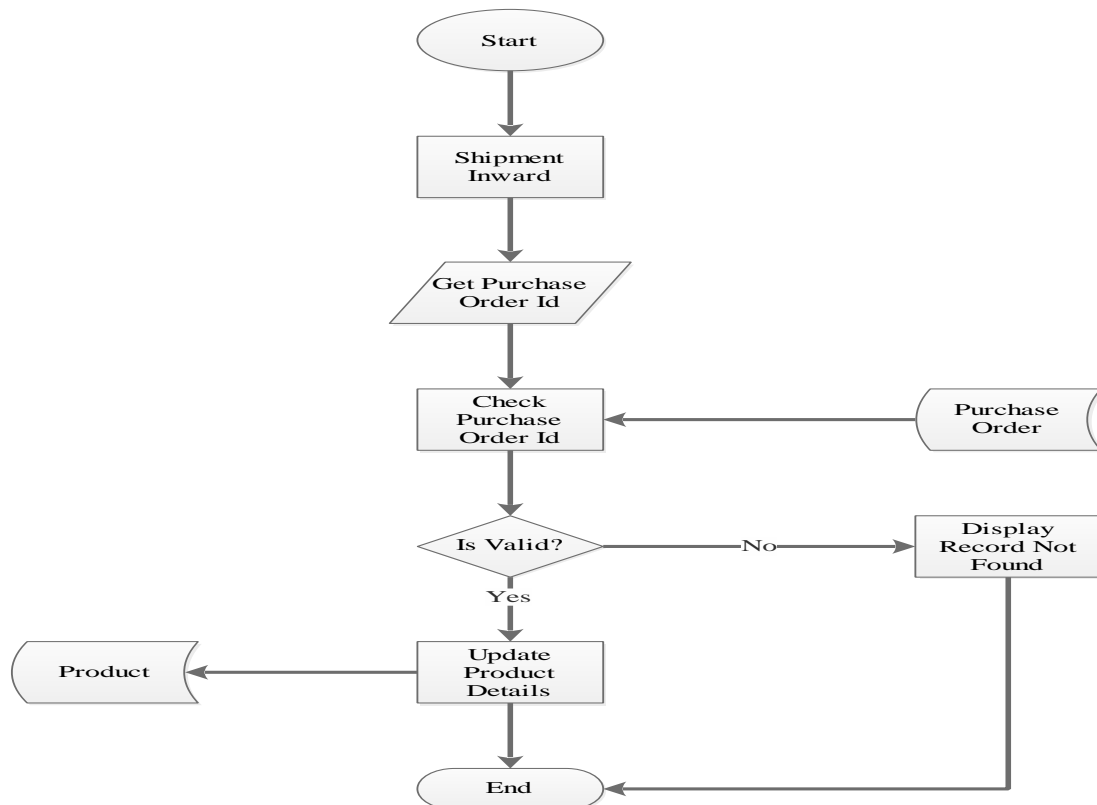 Start
Shipment
Inward
Get Purchase
Order Id
Check
Purchase
Order Id
Purchase
Order
Is Valid?
No
Display
Record Not
Found
Yes
Update
Product
Details
Product
End